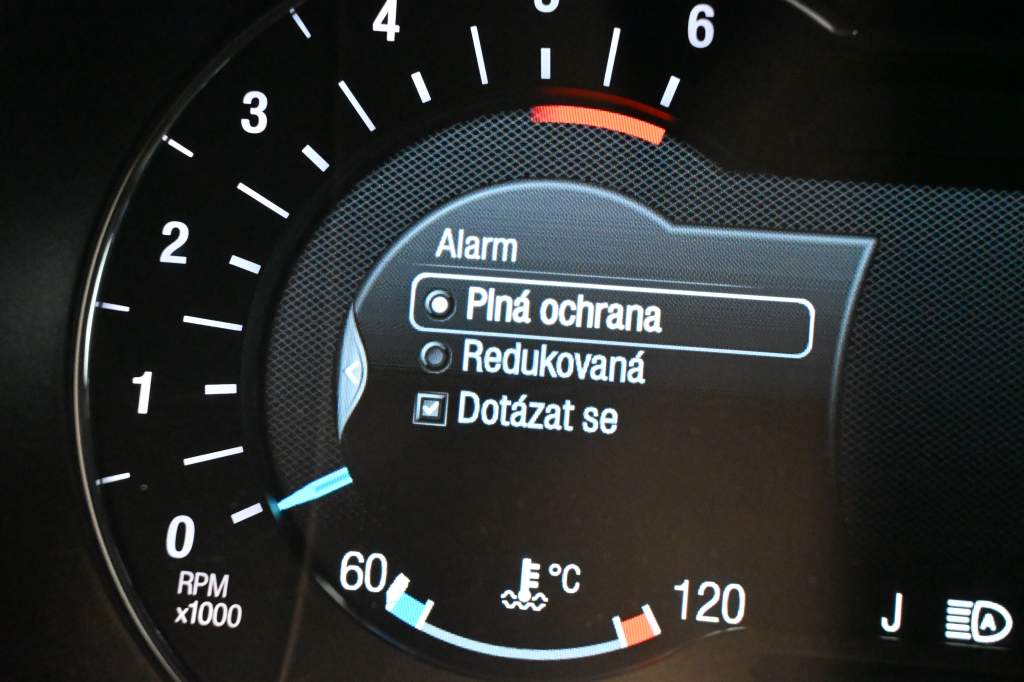 4
6
3
2
1
0
RPM
x1000
Alarm
Plná ochrana
Redukovaná
Dotázat se
60
°C
120
J
A